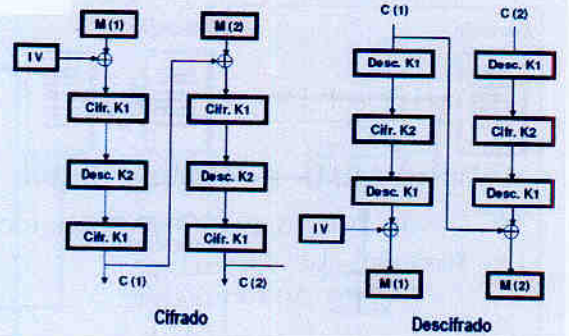 M (1)
M (2)
I V
Cifr. K1
Cifr. K1
Desc. K2
Desc. K2
Cifr. K1
Cifr. K1
C (1)
C (2)
Cifrado
C (1)
C (2)
Desc. K1
Desc. K1
Cifr. K2
Cifr. K2
Desc. K1
Desc. K1
I V
M (1)
M (2)
Descifrado